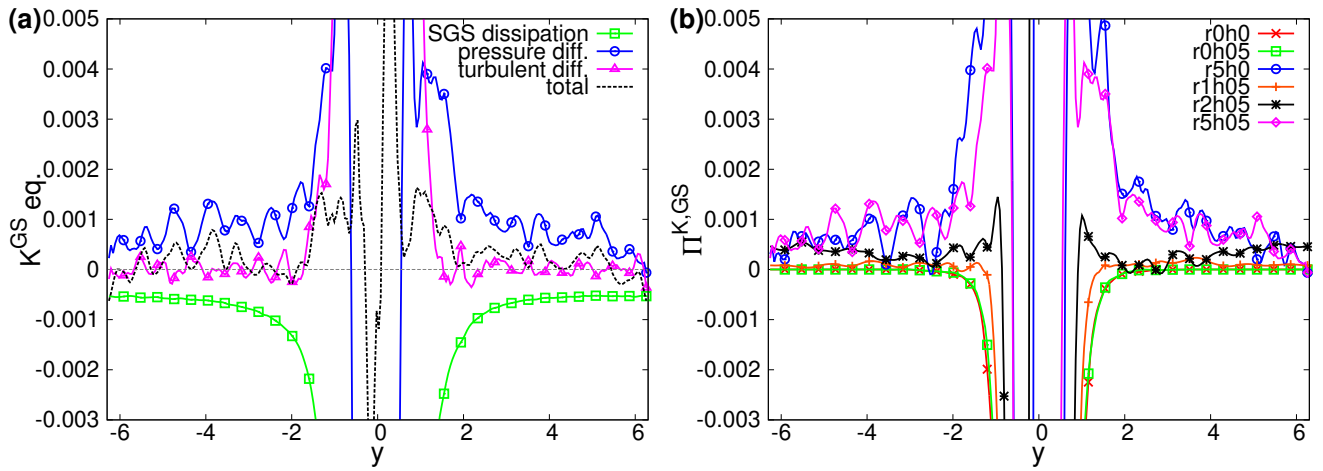 (a)
SGS dissipation
pressure diff.
turbulent diff.
total
0.005
0.004
0.003
0.002
0.001
0
-0.001
-0.002
-0.003
K^GS eq.
-6 -4 -2 0 2 4 6
y
(b)
r0h0
r0h05
r5h0
r1h05
r2h05
r5h05
0.005
0.004
0.003
0.002
0.001
0
-0.001
-0.002
-0.003
Π^K,GS
-6 -4 -2 0 2 4 6
y